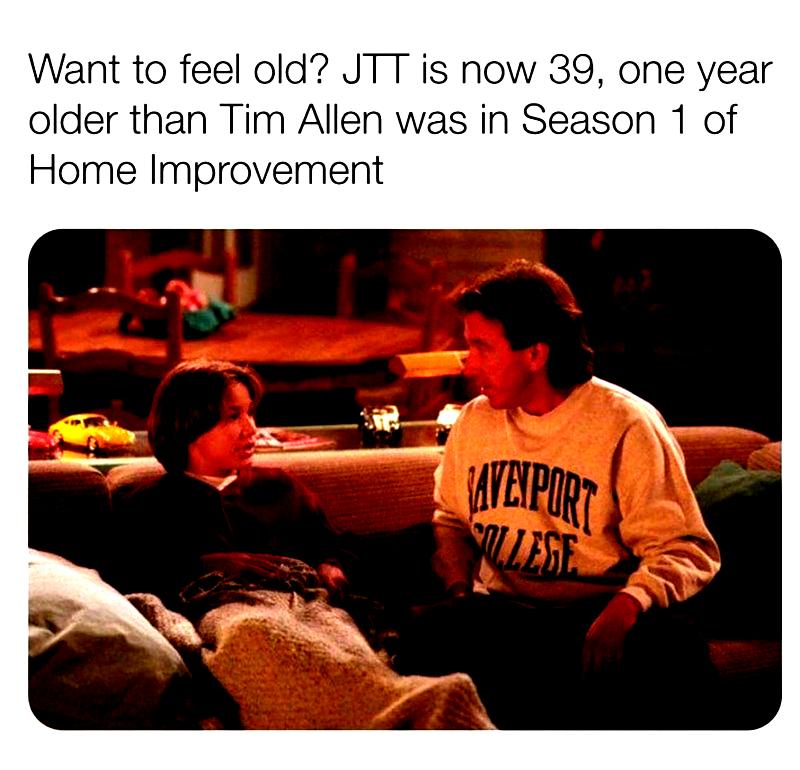 Want to feel old? JTT is now 39, one year
older than Tim Allen was in Season 1 of
Home Improvement
DAVENPORT
COLLEGE